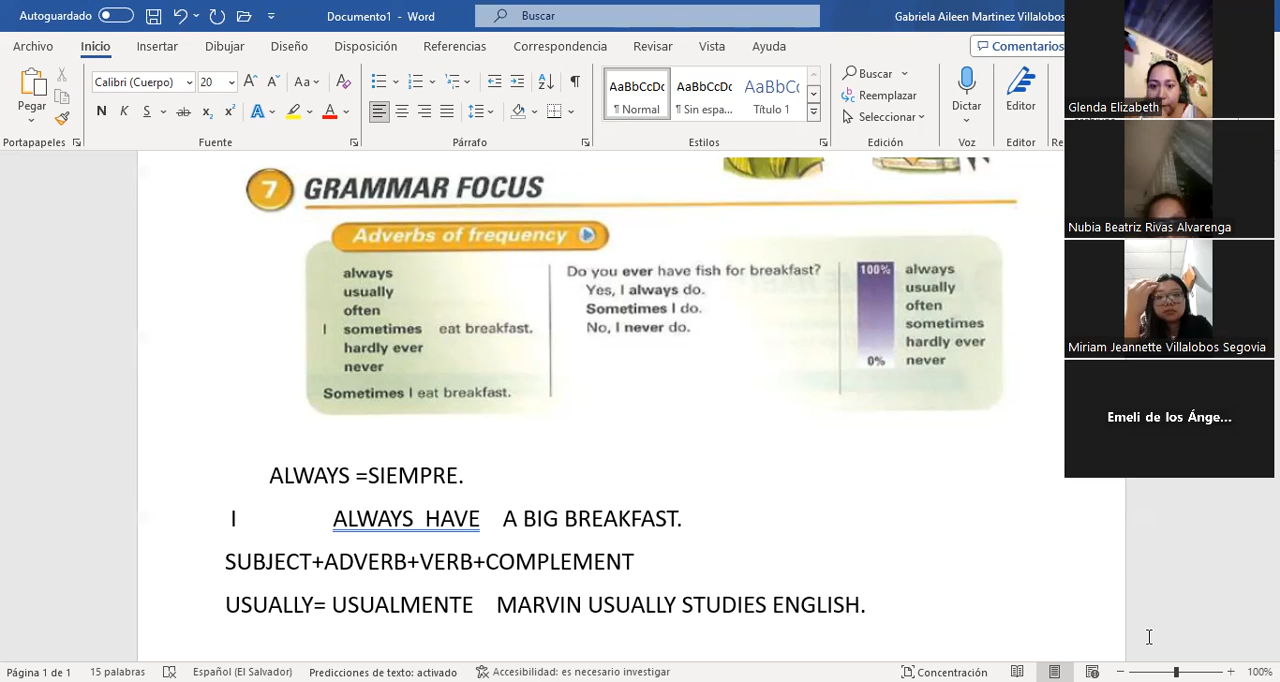 Autoguardado
Documento1 - Word
Buscar
Gabriela Aileen Martinez Villalobos
Archivo Inicio Insertar Dibujar Diseño Disposición Referencias Correspondencia Revisar Vista Ayuda
Comentarios
Pegar
Calibri (Cuerpo) 20
AaBbCcDc AaBbCcDc AaBbC
¶ Normal ¶ Sin espa... Título 1
Buscar
Reemplazar
Seleccionar
Dictar
Editor
Portapapeles Fuente Párrafo Estilos Edición Voz Editor
Glenda Elizabeth
Nubia Beatriz Rivas Alvarenga
Miriam Jeannette Villalobos Segovia
Emeli de los Ánge...
7 GRAMMAR FOCUS
Adverbs of frequency
always
usually
often
I sometimes eat breakfast.
hardly ever
never
Sometimes I eat breakfast.
Do you ever have fish for breakfast?
Yes, I always do.
Sometimes I do.
No, I never do.
100% always
usually
often
sometimes
hardly ever
0% never
ALWAYS =SIEMPRE.
I ALWAYS HAVE A BIG BREAKFAST.
SUBJECT+ADVERB+VERB+COMPLEMENT
USUALLY= USUALMENTE MARVIN USUALLY STUDIES ENGLISH.
Página 1 de 1 15 palabras Español (El Salvador) Predicciones de texto: activado Accesibilidad: es necesario investigar Concentración 100%